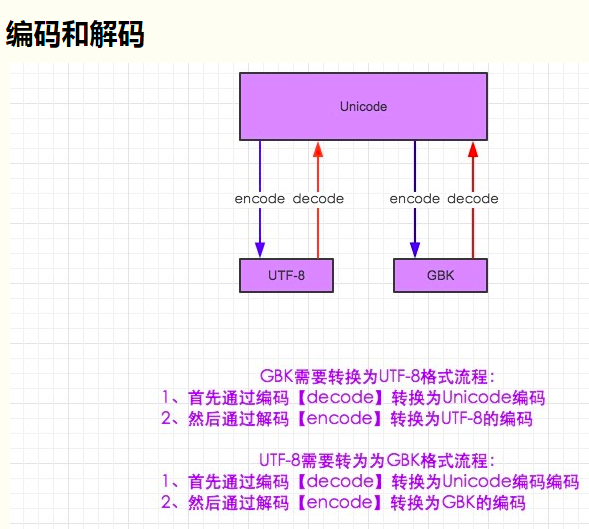 编码和解码
Unicode
encode decode encode decode
UTF-8 GBK
GBK需要转换为UTF-8格式流程：
1、首先通过编码【decode】转换为Unicode编码
2、然后通过解码【encode】转换为UTF-8的编码
UTF-8需要转为为GBK格式流程：
1、首先通过编码【decode】转换为Unicode编码编码
2、然后通过解码【encode】转换为GBK的编码